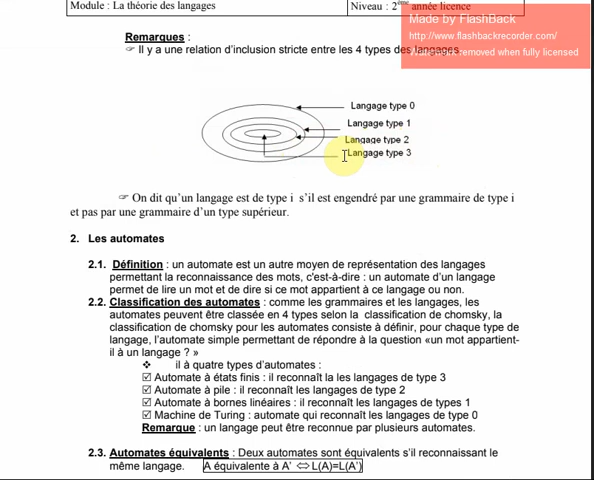 Module : La théorie des langages
Niveau : 2ème année licence
Made by FlashBack
http://www.flashbackrecorder.com/
removed when fully licensed
Remarques :
☞ Il y a une relation d'inclusion stricte entre les 4 types des langages
Langage type 0
Langage type 1
Langage type 2
Langage type 3
☞ On dit qu'un langage est de type i s'il est engendré par une grammaire de type i
et pas par une grammaire d'un type supérieur.
2. Les automates
2.1. Définition : un automate est un autre moyen de représentation des langages
permettant la reconnaissance des mots, c'est-à-dire : un automate d'un langage
permet de lire un mot et de dire si ce mot appartient à ce langage ou non.
2.2. Classification des automates : comme les grammaires et les langages, les
automates peuvent être classée en 4 types selon la classification de chomsky, la
classification de chomsky pour les automates consiste à définir, pour chaque type de
langage, l'automate simple permettant de répondre à la question «un mot appartient-
il à un langage ? »
❖ il à quatre types d'automates :
☑ Automate à états finis : il reconnaît la les langages de type 3
☑ Automate à pile : il reconnaît les langages de type 2
☑ Automate à bornes linéaires : il reconnaît les langages de types 1
☑ Machine de Turing : automate qui reconnaît les langages de type 0
Remarque : un langage peut être reconnue par plusieurs automates.
2.3. Automates équivalents : Deux automates sont équivalents s'il reconnaissant le
même langage. A équivalente à A' ⇔ L(A)=L(A')